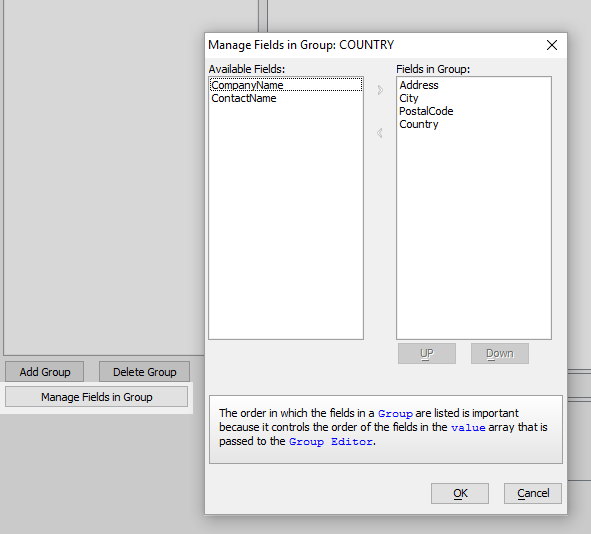 Manage Fields in Group: COUNTRY
Available Fields:
CompanyName
ContactName
Fields in Group:
Address
City
PostalCode
Country
UP
Down
Add Group
Delete Group
Manage Fields in Group
The order in which the fields in a Group are listed is important
because it controls the order of the fields in the value array that is
passed to the Group Editor.
OK
Cancel